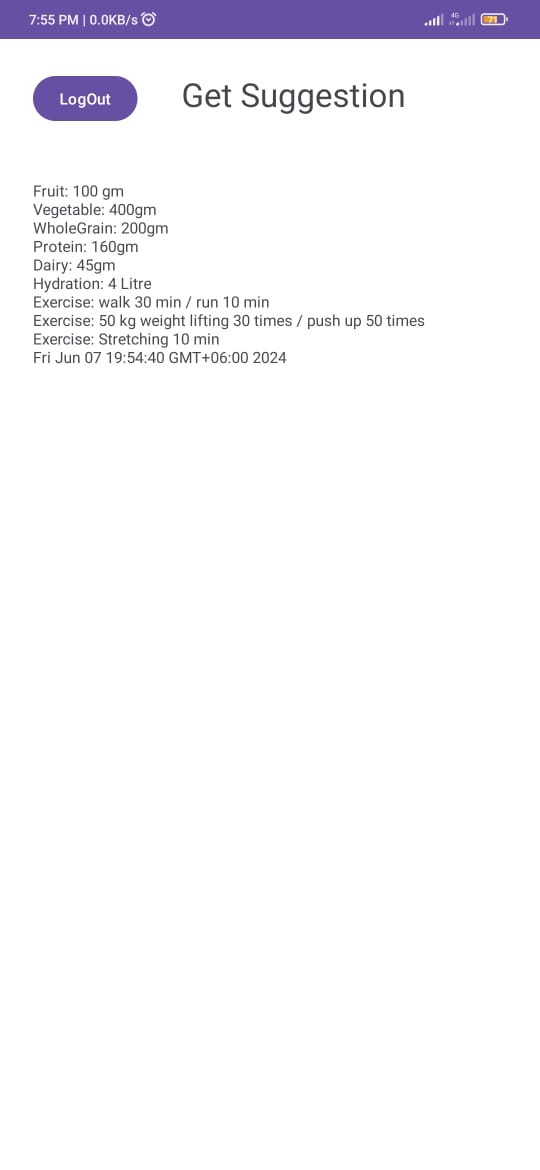 7:55 PM | 0.0KB/s
4G
71
LogOut
Get Suggestion
Fruit: 100 gm
Vegetable: 400gm
WholeGrain: 200gm
Protein: 160gm
Dairy: 45gm
Hydration: 4 Litre
Exercise: walk 30 min / run 10 min
Exercise: 50 kg weight lifting 30 times / push up 50 times
Exercise: Stretching 10 min
Fri Jun 07 19:54:40 GMT+06:00 2024